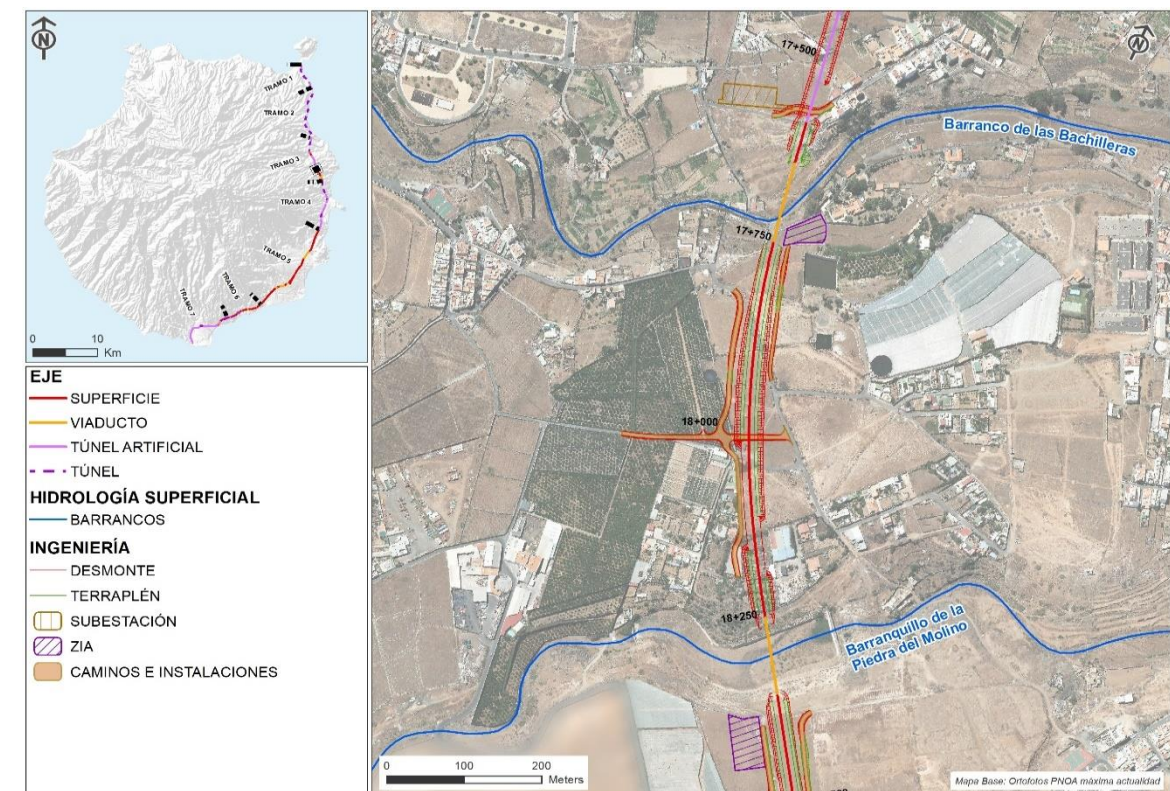 N
TRAMO 1
TRAMO 2
TRAMO 3
TRAMO 4
TRAMO 5
TRAMO 6
TRAMO 7
0 10
Km
EJE
SUPERFICIE
VIADUCTO
TÚNEL ARTIFICIAL
TÚNEL
HIDROLOGÍA SUPERFICIAL
BARRANCOS
INGENIERÍA
DESMONTE
TERRAPLÉN
SUBESTACIÓN
ZIA
CAMINOS E INSTALACIONES
N
17+500
Barranco de las Bachilleras
17+750
18+000
18+250
Barranquillo de la
Piedra del Molino
0 100 200
Meters
Mapa Base: Ortofotos PNOA máxima actualidad